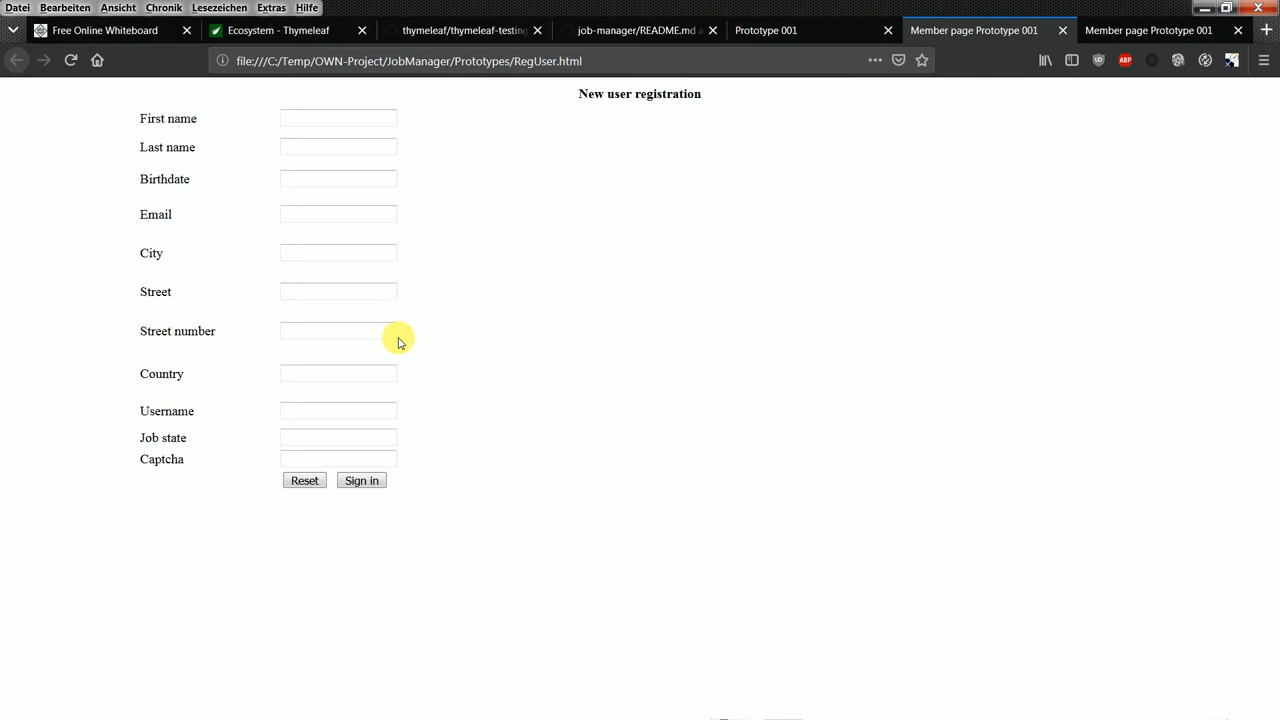 Datei Bearbeiten Ansicht Chronik Lesezeichen Extras Hilfe
Free Online Whiteboard Ecosystem - Thymeleaf thymeleaf/thymeleaf-testing job-manager/README.md a Prototype 001 Member page Prototype 001 Member page Prototype 001
file:///C:/Temp/OWN-Project/JobManager/Prototypes/RegUser.html ABP
New user registration
First name
Last name
Birthdate
Email
City
Street
Street number
Country
Username
Job state
Captcha
Reset Sign in